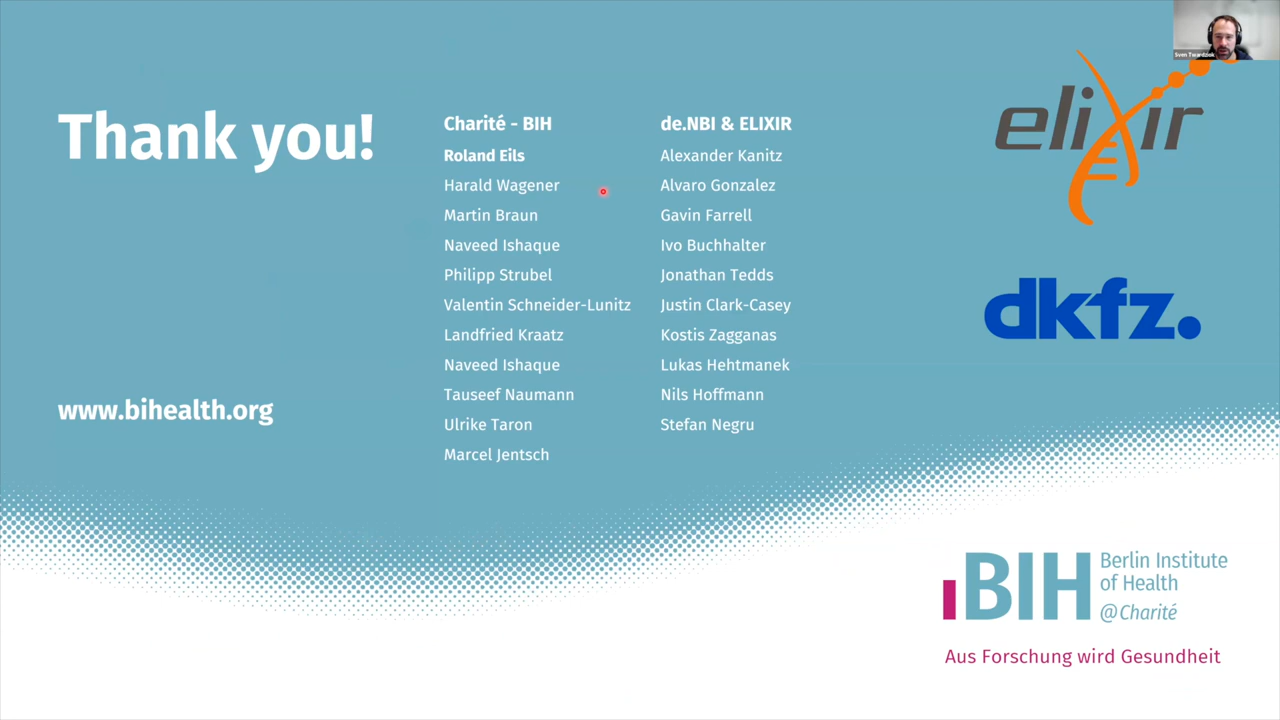 Sven Twardziok
Thank you!
www.bihealth.org
Charité - BIH
Roland Eils
Harald Wagener
Martin Braun
Naveed Ishaque
Philipp Strubel
Valentin Schneider-Lunitz
Landfried Kraatz
Naveed Ishaque
Tauseef Naumann
Ulrike Taron
Marcel Jentsch
de.NBI & ELIXIR
Alexander Kanitz
Alvaro Gonzalez
Gavin Farrell
Ivo Buchhalter
Jonathan Tedds
Justin Clark-Casey
Kostis Zagganas
Lukas Hehtmanek
Nils Hoffmann
Stefan Negru
elixir
dkfz.
BIH
Berlin Institute
of Health
@Charité
Aus Forschung wird Gesundheit